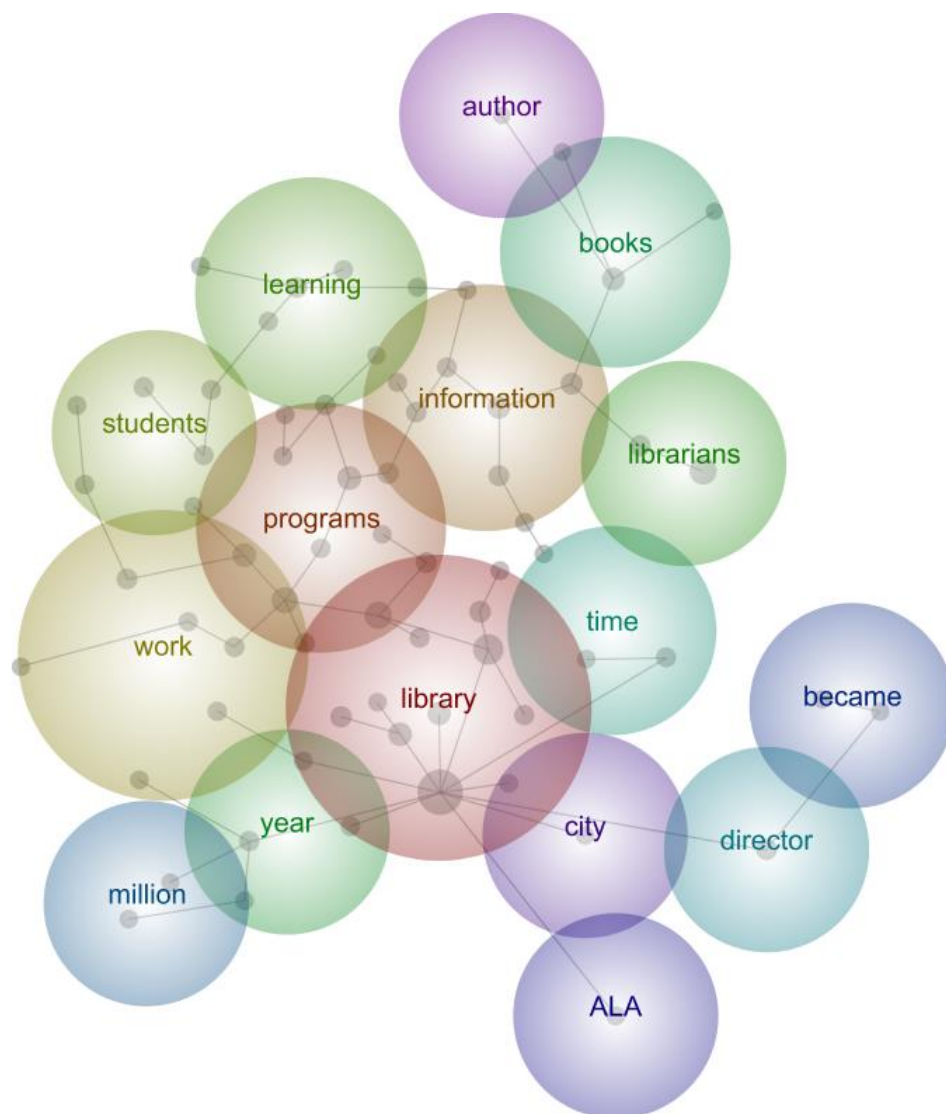 author
books
learning
information
students
librarians
programs
time
work
library
became
year
city
director
million
ALA